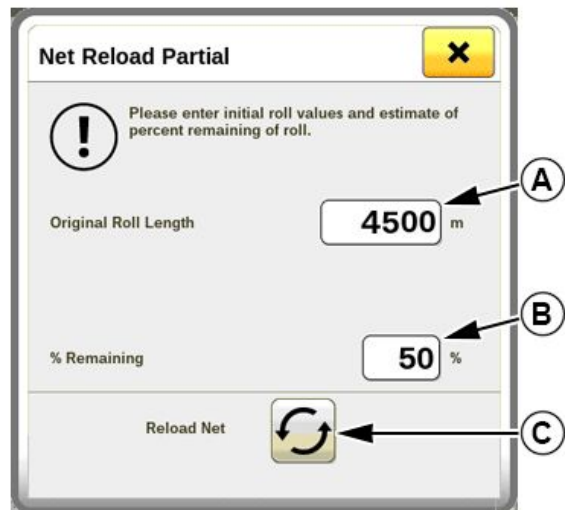 Net Reload Partial
Please enter initial roll values and estimate of
percent remaining of roll.
A
Original Roll Length 4500 m
B
% Remaining 50 %
Reload Net
C